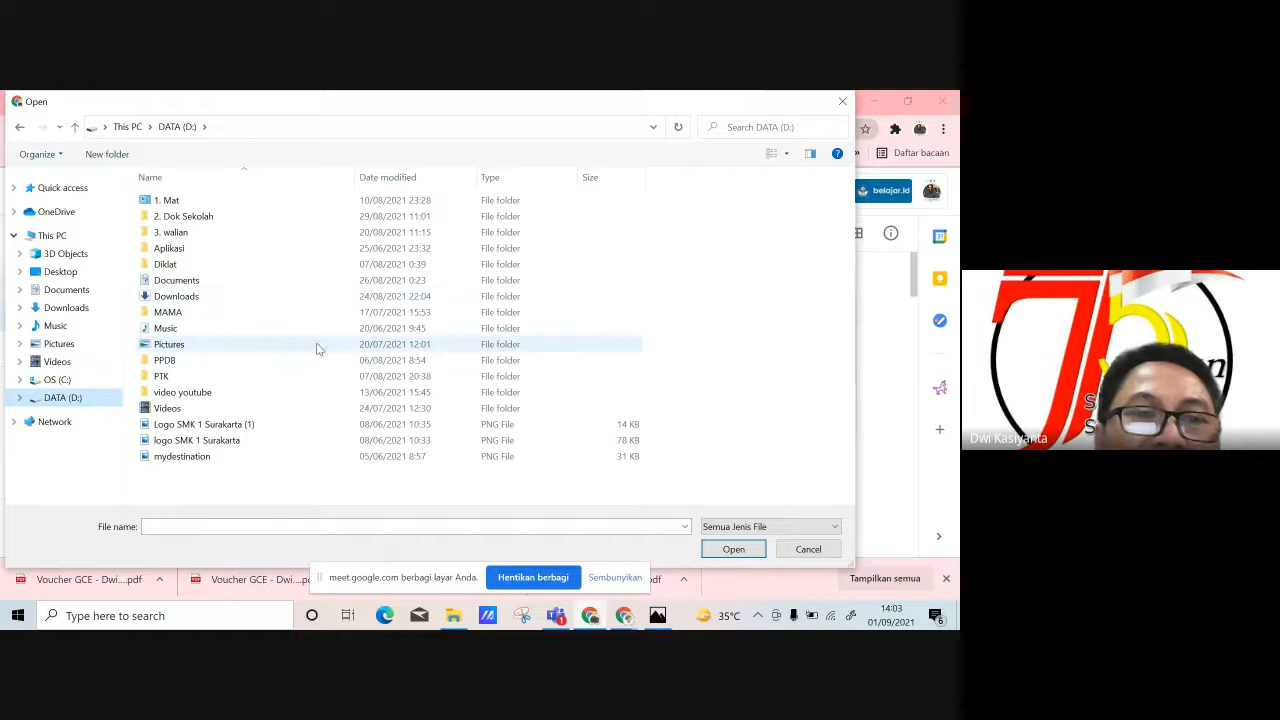 Open
This PC > DATA (D:) >
Search DATA (D:)
Organize
New folder
Daftar bacaan
belajar.id
Name Date modified Type Size
Quick access
OneDrive
This PC
3D Objects
Desktop
Documents
Downloads
Music
Pictures
Videos
OS (C:)
DATA (D:)
Network
1. Mat 10/08/2021 23:28 File folder
2. Dok Sekolah 29/08/2021 11:01 File folder
3. walian 20/08/2021 11:15 File folder
Aplikasi 25/06/2021 23:32 File folder
Diklat 07/08/2021 0:39 File folder
Documents 26/08/2021 0:23 File folder
Downloads 24/08/2021 22:04 File folder
MAMA 17/07/2021 15:53 File folder
Music 20/06/2021 9:45 File folder
Pictures 20/07/2021 12:01 File folder
PPDB 06/08/2021 8:54 File folder
PTK 07/08/2021 20:38 File folder
video youtube 13/06/2021 15:45 File folder
Videos 24/07/2021 12:30 File folder
Logo SMK 1 Surakarta (1) 08/06/2021 10:35 PNG File 14 KB
logo SMK 1 Surakarta 08/06/2021 10:33 PNG File 78 KB
mydestination 05/06/2021 8:57 PNG File 31 KB
File name:
Semua Jenis File
Open
Cancel
Voucher GCE - Dwi....pdf
Voucher GCE - Dwi....pdf
meet.google.com berbagi layar Anda.
Hentikan berbagi
Sembunyikan
Tampilkan semua
Type here to search
35°C
14:03
01/09/2021
Dwi Kasiyanta